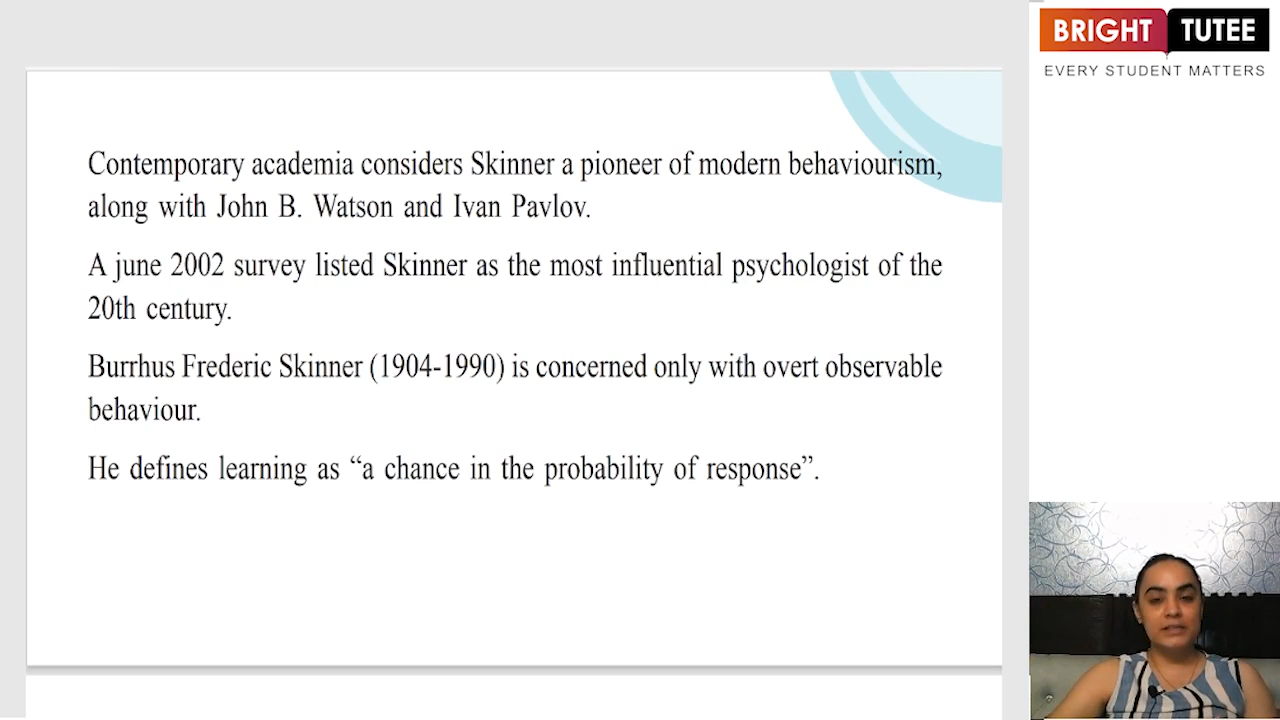 BRIGHT TUTEE
EVERY STUDENT MATTERS
Contemporary academia considers Skinner a pioneer of modern behaviourism,
along with John B. Watson and Ivan Pavlov.
A june 2002 survey listed Skinner as the most influential psychologist of the
20th century.
Burrhus Frederic Skinner (1904-1990) is concerned only with overt observable
behaviour.
He defines learning as “a chance in the probability of response”.